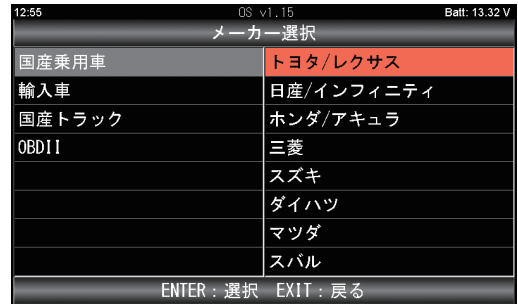 12:55 OS v1.15 Batt: 13.32 V
メーカー選択
国産乗用車 トヨタ/レクサス
輸入車 日産/インフィニティ
国産トラック ホンダ/アキュラ
OBDII 三菱
スズキ
ダイハツ
マツダ
スバル
ENTER：選択 EXIT：戻る